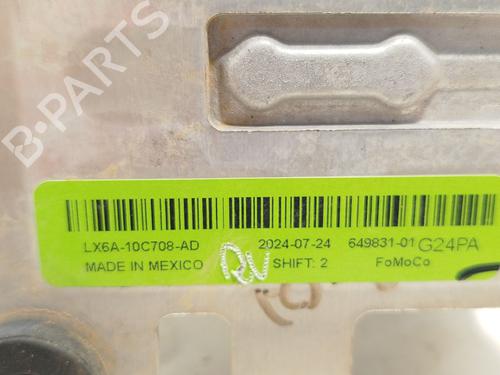 B-PARTS
LX6A-10C708-AD 2024-07-24 649831-01 G24PA
MADE IN MEXICO SHIFT: 2 FoMoCo